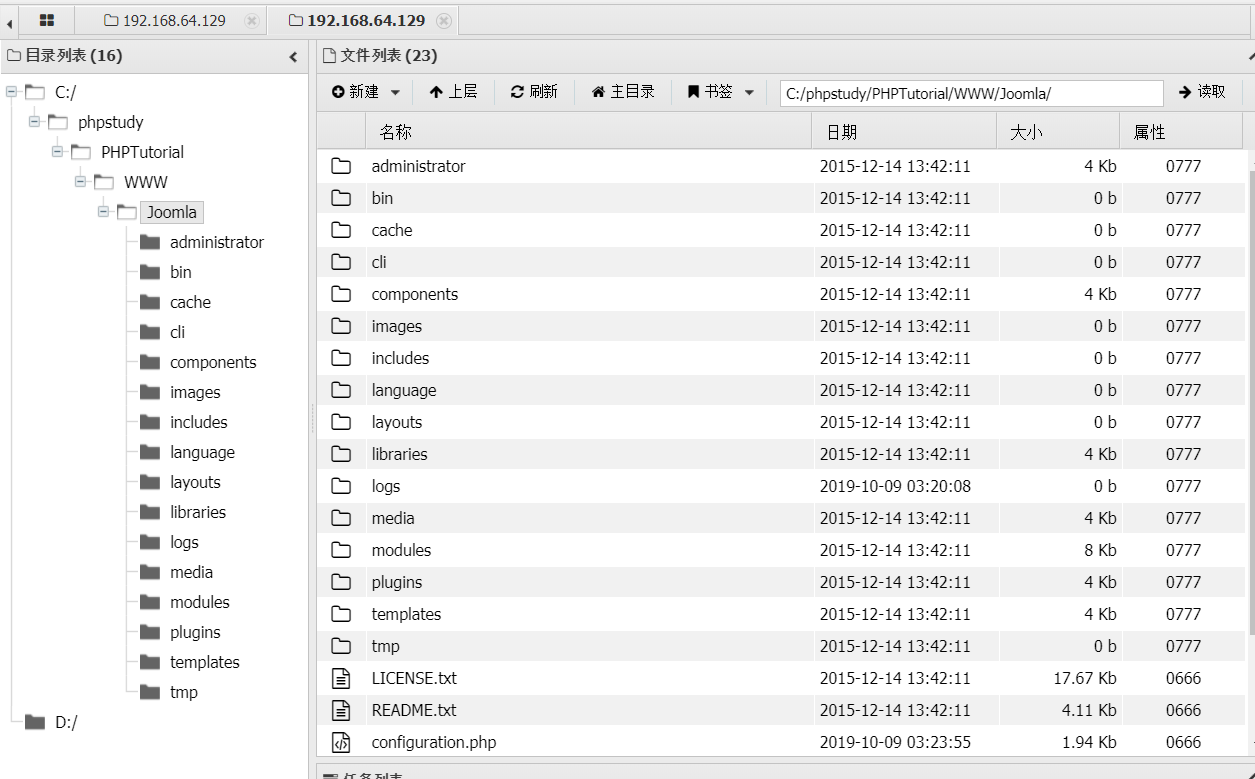 192.168.64.129 192.168.64.129
目录列表 (16)
C:/
phpstudy
PHPTutorial
WWW
Joomla
administrator
bin
cache
cli
components
images
includes
language
layouts
libraries
logs
media
modules
plugins
templates
tmp
D:/
文件列表 (23)
新建 上层 刷新 主目录 书签 C:/phpstudy/PHPTutorial/WWW/Joomla/ 读取
名称 日期 大小 属性
administrator 2015-12-14 13:42:11 4 Kb 0777
bin 2015-12-14 13:42:11 0 b 0777
cache 2015-12-14 13:42:11 0 b 0777
cli 2015-12-14 13:42:11 0 b 0777
components 2015-12-14 13:42:11 4 Kb 0777
images 2015-12-14 13:42:11 0 b 0777
includes 2015-12-14 13:42:11 0 b 0777
language 2015-12-14 13:42:11 0 b 0777
layouts 2015-12-14 13:42:11 0 b 0777
libraries 2015-12-14 13:42:11 4 Kb 0777
logs 2019-10-09 03:20:08 0 b 0777
media 2015-12-14 13:42:11 4 Kb 0777
modules 2015-12-14 13:42:11 8 Kb 0777
plugins 2015-12-14 13:42:11 4 Kb 0777
templates 2015-12-14 13:42:11 4 Kb 0777
tmp 2015-12-14 13:42:11 0 b 0777
LICENSE.txt 2015-12-14 13:42:11 17.67 Kb 0666
README.txt 2015-12-14 13:42:11 4.11 Kb 0666
configuration.php 2019-10-09 03:23:55 1.94 Kb 0666
任务列表